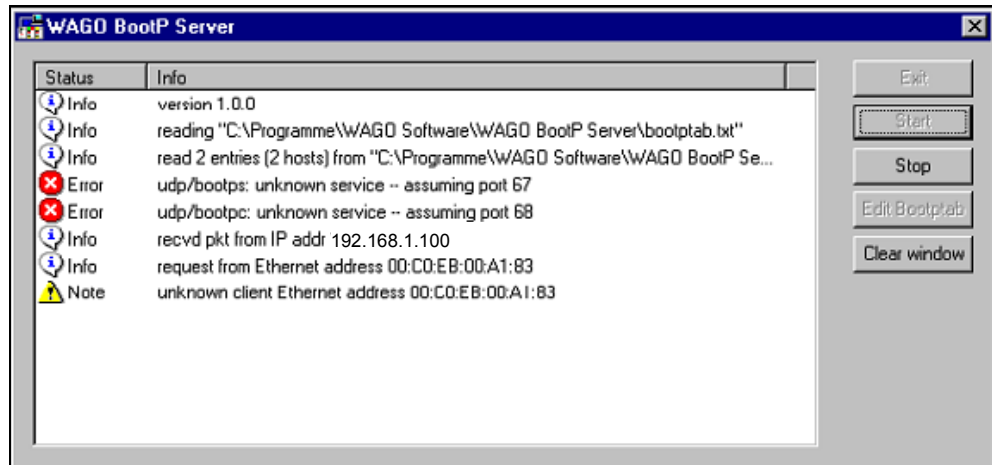 WAGO BootP Server
Status Info
Info version 1.0.0
Info reading "C:\Programme\WAGO Software\WAGO BootP Server\bootptab.txt"
Info read 2 entries (2 hosts) from "C:\Programme\WAGO Software\WAGO BootP Se...
Error udp/bootps: unknown service -- assuming port 67
Error udp/bootpc: unknown service -- assuming port 68
Info recvd pkt from IP addr 192.168.1.100
Info request from Ethernet address 00:C0:EB:00:A1:83
Note unknown client Ethernet address 00:C0:EB:00:A1:83
Exit
Start
Stop
Edit Bootptab
Clear window